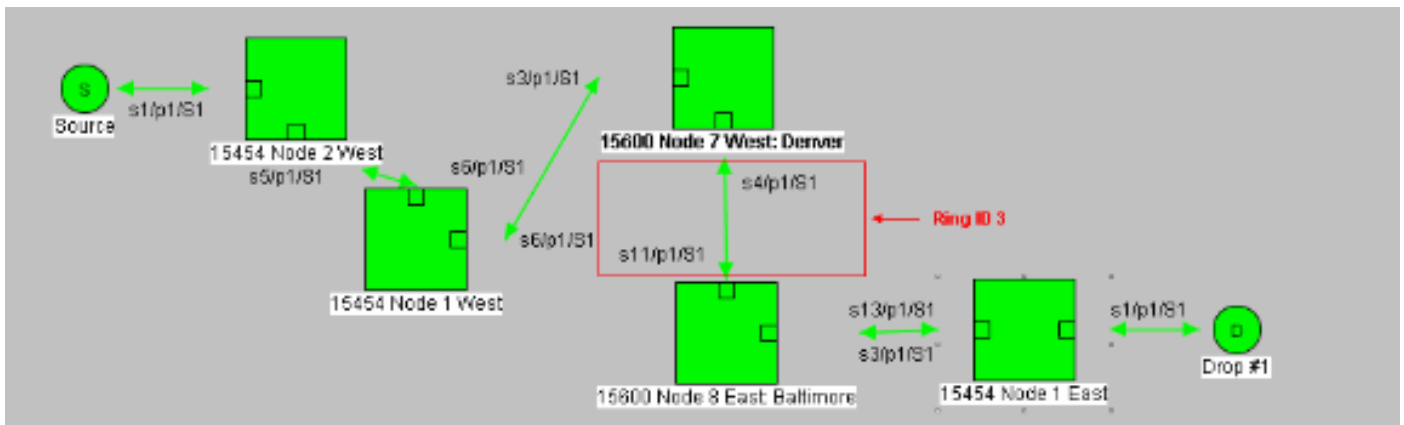 S
s1/p1/S1
Source
15454 Node 2 West
s5/p1/S1
s6/p1/S1
15454 Node 1 West
s6/p1/S1
s3/p1/S1
15600 Node 7 West: Denver
s4/p1/S1
Ring ID 3
s11/p1/S1
15600 Node 8 East: Baltimore
s13/p1/S1
s3/p1/S1
15454 Node 1 East
s1/p1/S1
D
Drop #1